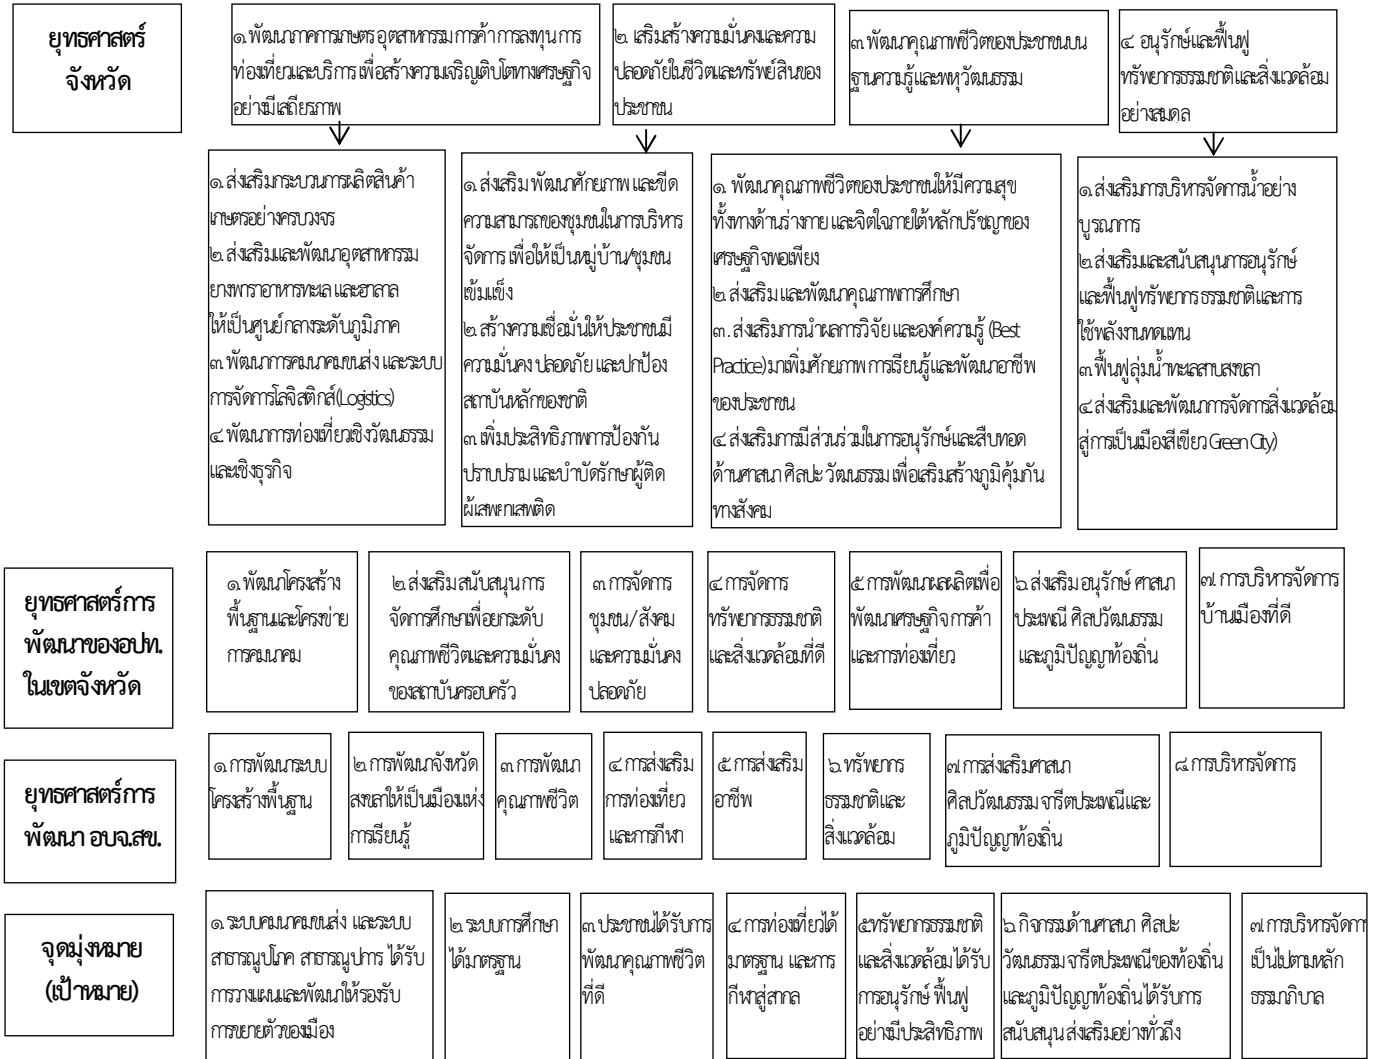 ยุทธศาสตร์
จังหวัด
๑. พัฒนาภาคการเกษตร อุตสาหกรรม การค้า การลงทุน การ
ท่องเที่ยวและบริการ เพื่อสร้างความเจริญเติบโตทางเศรษฐกิจ
อย่างมีเสถียรภาพ
๒. เสริมสร้างความมั่นคงและความ
ปลอดภัยในชีวิตและทรัพย์สินของ
ประชาชน
๓. พัฒนาคุณภาพชีวิตของประชาชนบน
ฐานความรู้และพหุวัฒนธรรม
๔. อนุรักษ์และฟื้นฟู
ทรัพยากรธรรมชาติและสิ่งแวดล้อม
อย่างสมดุล
๑. ส่งเสริมกระบวนการผลิตสินค้า
เกษตรอย่างครบวงจร
๒. ส่งเสริมและพัฒนาอุตสาหกรรม
ยางพารา อาหารทะเล และฮาลาล
ให้เป็นศูนย์กลางระดับภูมิภาค
๓. พัฒนาการคมนาคมขนส่ง และระบบ
การจัดการโลจิสติกส์ (Logistics)
๔. พัฒนาการท่องเที่ยวเชิงวัฒนธรรม
และเชิงธุรกิจ
๑. ส่งเสริม พัฒนาศักยภาพ และขีด
ความสามารถของชุมชนในการบริหาร
จัดการ เพื่อให้เป็นหมู่บ้าน/ชุมชน
เข้มแข็ง
๒. สร้างความเชื่อมั่นให้ประชาชนมี
ความมั่นคง ปลอดภัย และปกป้อง
สถาบันหลักของชาติ
๓. เพิ่มประสิทธิภาพการป้องกัน
ปราบปราม และบำบัดรักษาผู้ติด
ผู้เสพยาเสพติด
๑. พัฒนาคุณภาพชีวิตของประชาชนให้มีความสุข
ทั้งทางด้านร่างกาย และจิตใจภายใต้หลักปรัชญาของ
เศรษฐกิจพอเพียง
๒. ส่งเสริม และพัฒนาคุณภาพการศึกษา
๓. ส่งเสริมการนำผลการวิจัย และองค์ความรู้ (Best
Practice) มาเพิ่มศักยภาพ การเรียนรู้และพัฒนาอาชีพ
ของประชาชน
๔. ส่งเสริมการมีส่วนร่วมในการอนุรักษ์และสืบทอด
ด้านศาสนา ศิลปะ วัฒนธรรม เพื่อเสริมสร้างภูมิคุ้มกัน
ทางสังคม
๑. ส่งเสริมการบริหารจัดการน้ำอย่าง
บูรณาการ
๒. ส่งเสริมและสนับสนุนการอนุรักษ์
และฟื้นฟูทรัพยากรธรรมชาติและการ
ใช้พลังงานทดแทน
๓. ฟื้นฟูลุ่มน้ำทะเลสาบสงขลา
๔. ส่งเสริมและพัฒนาการจัดการสิ่งแวดล้อม
สู่การเป็นเมืองสีเขียว Green City)
ยุทธศาสตร์การ
พัฒนาของอปท.
ในเขตจังหวัด
๑. พัฒนาโครงสร้าง
พื้นฐานและโครงข่าย
การคมนาคม
๒. ส่งเสริม สนับสนุน การ
จัดการศึกษาเพื่อยกระดับ
คุณภาพชีวิตและความมั่นคง
ของสถาบันครอบครัว
๓. การจัดการ
ชุมชน/สังคม
และความมั่นคง
ปลอดภัย
๔. การจัดการ
ทรัพยากรธรรมชาติ
และสิ่งแวดล้อมที่ดี
๕. การพัฒนาผลผลิตเพื่อ
พัฒนาเศรษฐกิจ การค้า
และการท่องเที่ยว
๖. ส่งเสริม อนุรักษ์ ศาสนา
ประเพณี ศิลปวัฒนธรรม
และภูมิปัญญาท้องถิ่น
๗. การบริหารจัดการ
บ้านเมืองที่ดี
ยุทธศาสตร์การ
พัฒนา อบจ.สข.
๑. การพัฒนาระบบ
โครงสร้างพื้นฐาน
๒. การพัฒนาจังหวัด
สงขลาให้เป็นเมืองแห่ง
การเรียนรู้
๓. การพัฒนา
คุณภาพชีวิต
๔. การส่งเสริม
การท่องเที่ยว
และการกีฬา
๕. การส่งเสริม
อาชีพ
๖. ทรัพยากร
ธรรมชาติและ
สิ่งแวดล้อม
๗. การส่งเสริมศาสนา
ศิลปวัฒนธรรม จารีตประเพณีและ
ภูมิปัญญาท้องถิ่น
๘. การบริหารจัดการ
จุดมุ่งหมาย
(เป้าหมาย)
๑. ระบบคมนาคมขนส่ง และระบบ
สาธารณูปโภค สาธารณูปการ ได้รับ
การวางแผนและพัฒนาให้รองรับ
การขยายตัวของเมือง
๒. ระบบการศึกษา
ได้มาตรฐาน
๓. ประชาชนได้รับการ
พัฒนาคุณภาพชีวิต
ที่ดี
๔. การท่องเที่ยวได้
มาตรฐาน และการ
กีฬาสู่สากล
๕.ทรัพยากรธรรมชาติ
และสิ่งแวดล้อมได้รับ
การอนุรักษ์ ฟื้นฟู
อย่างมีประสิทธิภาพ
๖. กิจกรรมด้านศาสนา ศิลปะ
วัฒนธรรม จารีตประเพณีของท้องถิ่น
และภูมิปัญญาท้องถิ่นได้รับการ
สนับสนุน ส่งเสริมอย่างทั่วถึง
๗. การบริหารจัดการ
เป็นไปตามหลัก
ธรรมาภิบาล